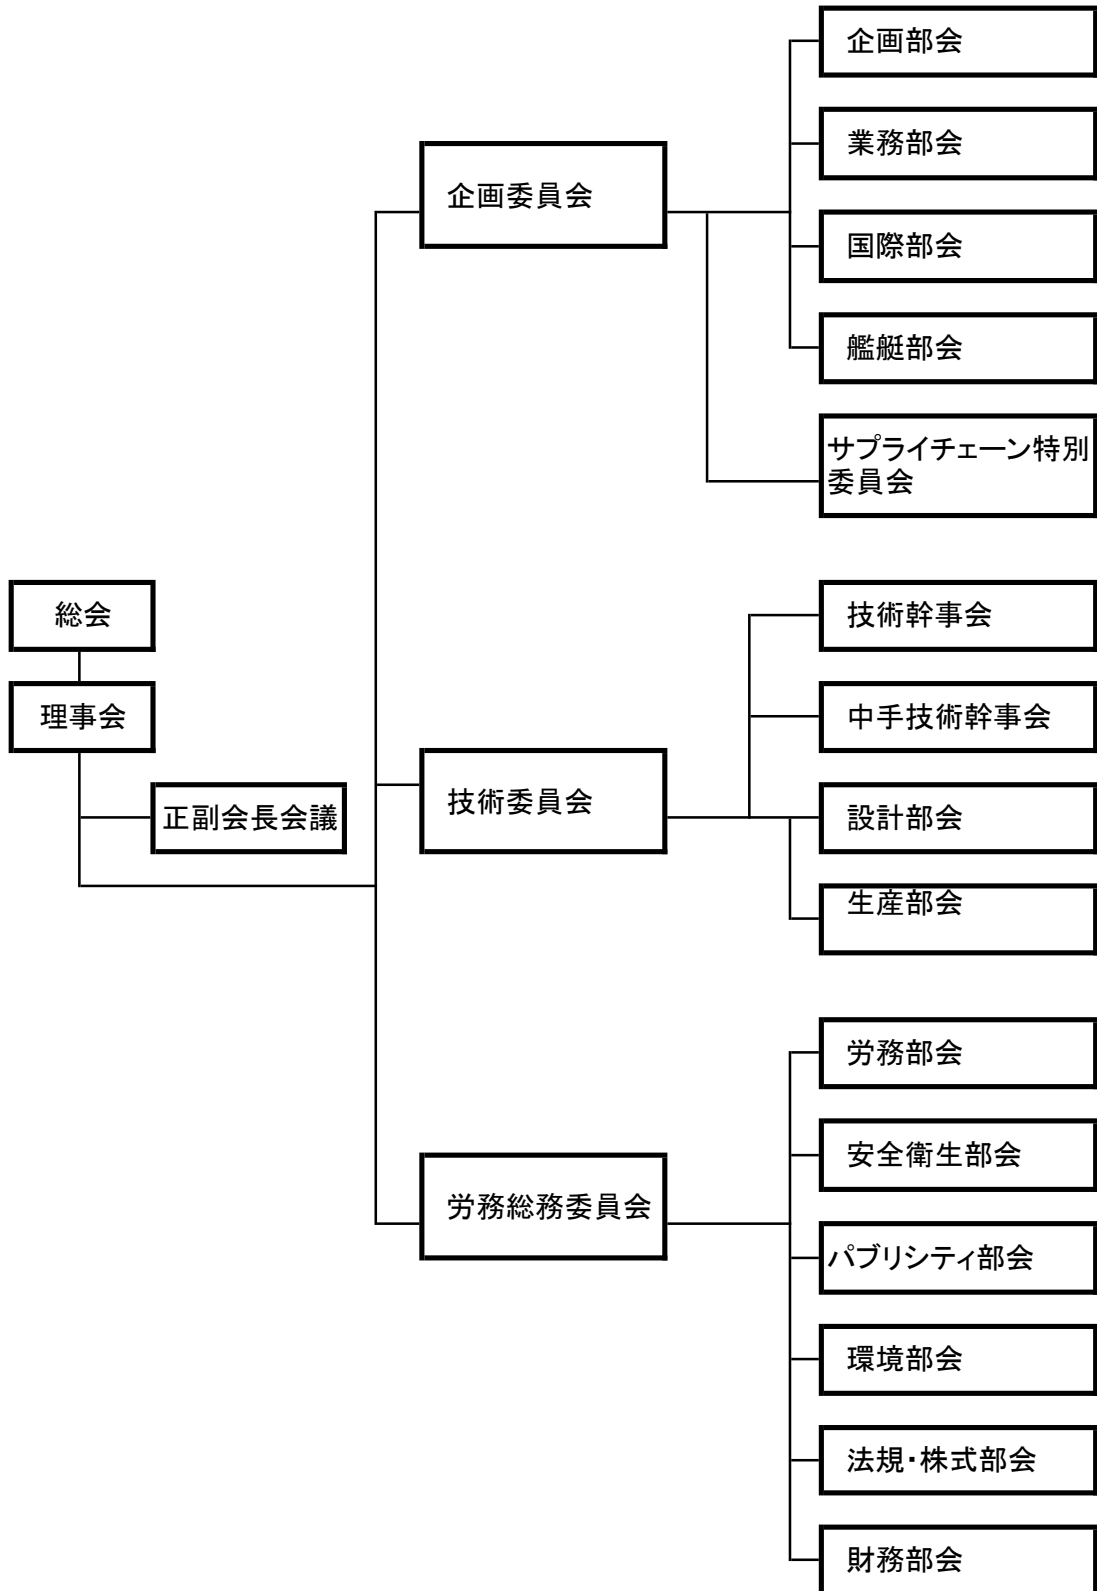 総会
理事会
正副会長会議
企画委員会
企画部会
業務部会
国際部会
艦艇部会
サプライチェーン特別
委員会
技術委員会
技術幹事会
中手技術幹事会
設計部会
生産部会
労務総務委員会
労務部会
安全衛生部会
パブリシティ部会
環境部会
法規・株式部会
財務部会